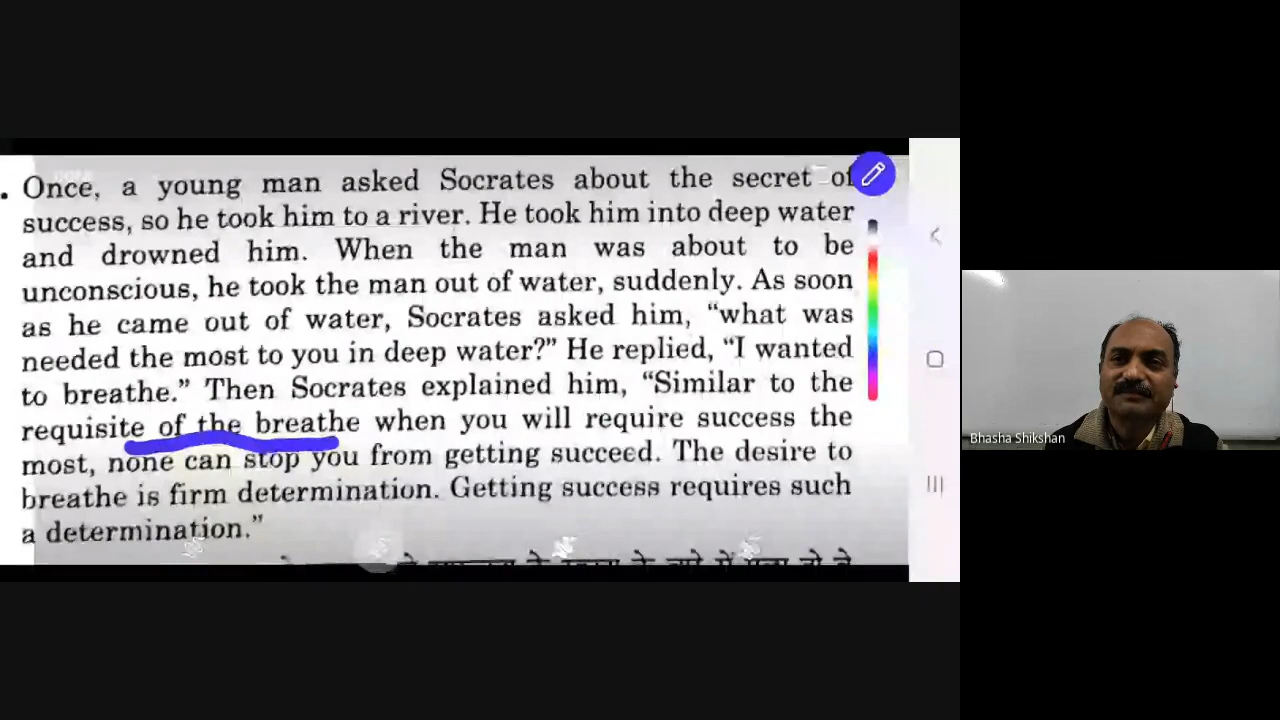 . Once, a young man asked Socrates about the secret of
success, so he took him to a river. He took him into deep water
and drowned him. When the man was about to be
unconscious, he took the man out of water, suddenly. As soon
as he came out of water, Socrates asked him, “what was
needed the most to you in deep water?” He replied, “I wanted
to breathe.” Then Socrates explained him, “Similar to the
requisite of the breathe when you will require success the
most, none can stop you from getting succeed. The desire to
breathe is firm determination. Getting success requires such
a determination.”
के बारे में
Bhasha Shikshan